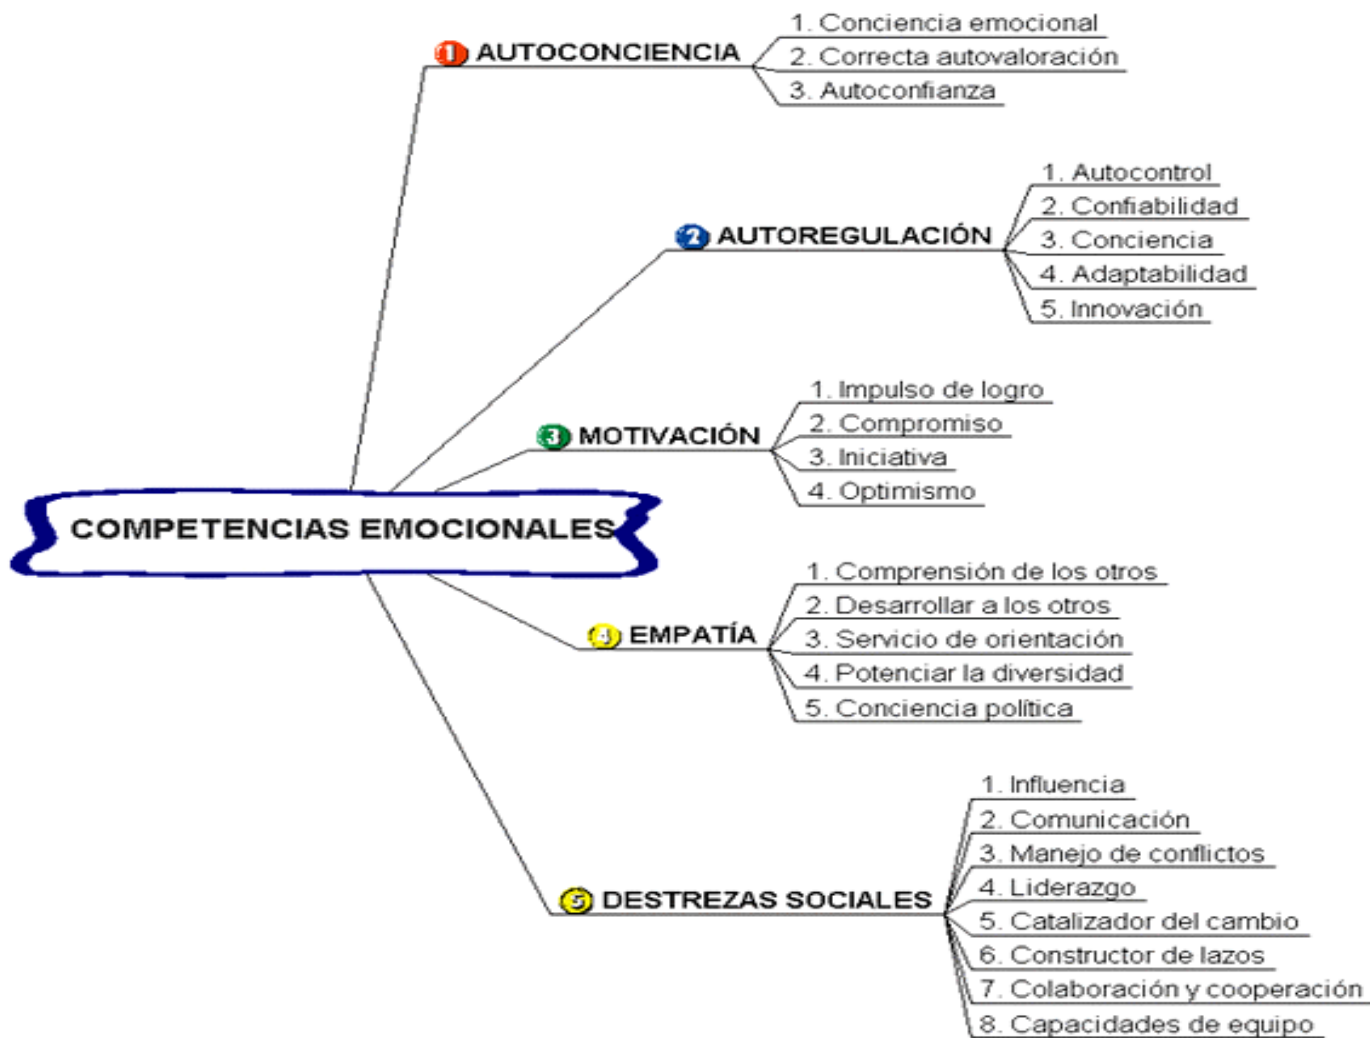 1 AUTOCONCIENCIA
1. Conciencia emocional
2. Correcta autovaloración
3. Autoconfianza
2 AUTOREGULACIÓN
1. Autocontrol
2. Confiabilidad
3. Conciencia
4. Adaptabilidad
5. Innovación
3 MOTIVACIÓN
1. Impulso de logro
2. Compromiso
3. Iniciativa
4. Optimismo
COMPETENCIAS EMOCIONALES
4 EMPATÍA
1. Comprensión de los otros
2. Desarrollar a los otros
3. Servicio de orientación
4. Potenciar la diversidad
5. Conciencia política
5 DESTREZAS SOCIALES
1. Influencia
2. Comunicación
3. Manejo de conflictos
4. Liderazgo
5. Catalizador del cambio
6. Constructor de lazos
7. Colaboración y cooperación
8. Capacidades de equipo